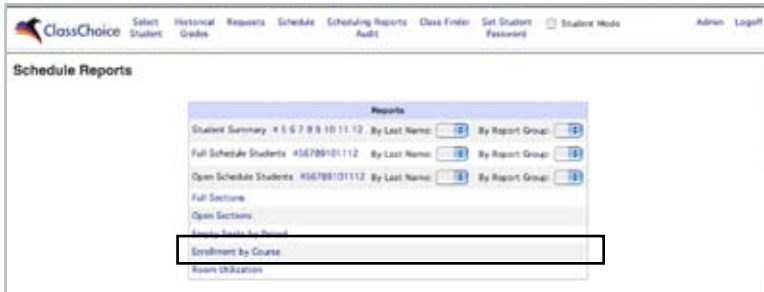 ClassChoice Select Student Historical Grades Requests Schedule Scheduling Reports Audit Class Finder Set Student Password Student Mode Admin Logoff
Schedule Reports
Reports
Student Summary 4 5 6 7 8 9 10 11 12 By Last Name: By Report Group:
Full Schedule Students 456789101112 By Last Name: By Report Group:
Open Schedule Students 456789101112 By Last Name: By Report Group:
Full Sections
Open Sections
Empty Seats by Period
Enrollment by Course
Room Utilization